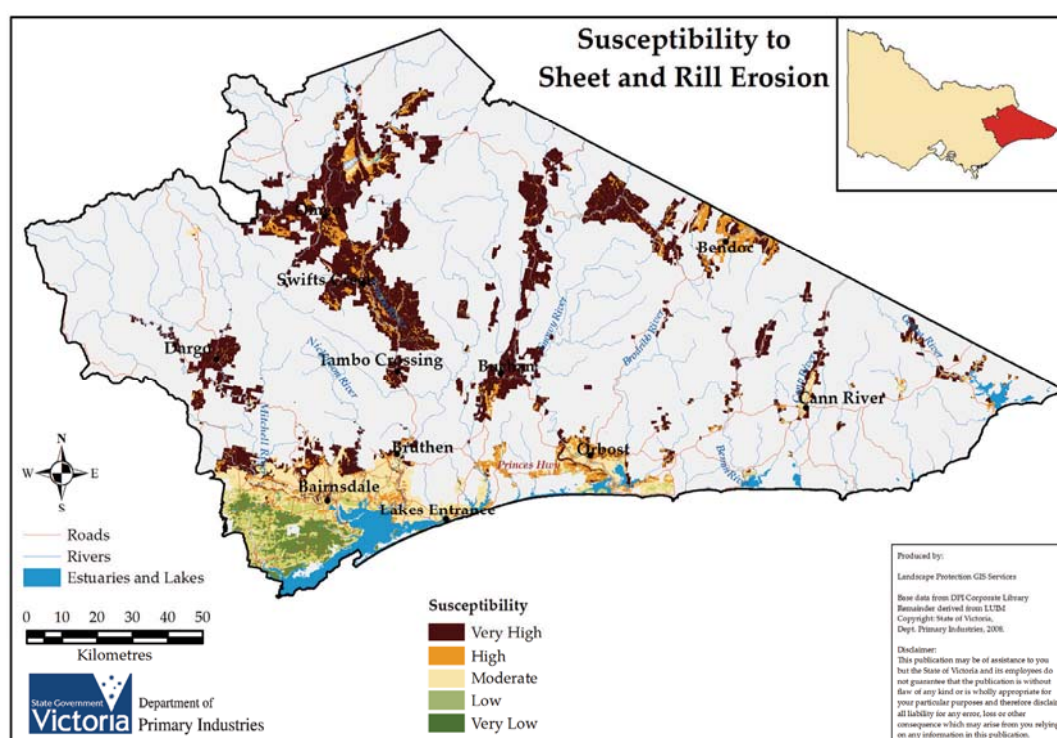 Susceptibility to
Sheet and Rill Erosion
Bendoc
Swifts
Dargo
Tambo Crossing
Nicholson River
Brodribb River
Cann River
Cann River
Mitchell River
Bruthen
Orbost
Princes Hwy
Bairnsdale
Lakes Entrance
N
W E
S
Roads
Rivers
Estuaries and Lakes
0 10 20 30 40 50
Kilometres
State Government
Victoria
Department of
Primary Industries
Susceptibility
Very High
High
Moderate
Low
Very Low
Produced by:
Landscape Protection GIS Services
Base data from DPI Corporate Library
Remainder derived from LUIM
Copyright: State of Victoria,
Dept. Primary Industries, 2008.
Disclaimer:
This publication may be of assistance to you
but the State of Victoria and its employees do
not guarantee that the publication is without
flaw of any kind or is wholly appropriate for
your particular purposes and therefore disclaim
all liability for any error, loss or other
consequence which may arise from you relying
on any information in this publication.